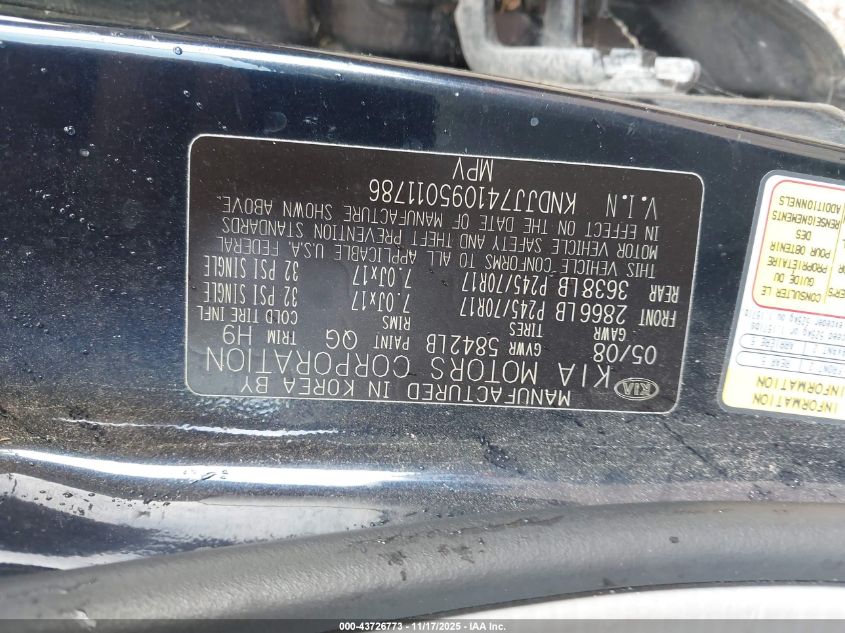 MANUFACTURED IN KOREA BY
KIA KIA MOTORS CORPORATION
05/08 GVWR 5842LB PAINT QG TRIM H9
GAWR TIRES RIMS COLD TIRE INFL
FRONT 2866LB P245/70R17 7.0Jx17 32 PSI SINGLE
REAR 3638LB P245/70R17 7.0Jx17 32 PSI SINGLE
THIS VEHICLE CONFORMS TO ALL APPLICABLE U.S.A. FEDERAL
MOTOR VEHICLE SAFETY AND THEFT PREVENTION STANDARDS
IN EFFECT ON THE DATE OF MANUFACTURE SHOWN ABOVE.
V.I.N KNDJJ741095011786
MPV
INFORMATION
INFORMATION
CONSULTER LE
GUIDE DU
PROPRIÉTAIRE
POUR OBTENIR
DES
RENSEIGNEMENTS
ADDITIONNELS
000-43726773 - 11/17/2025 - IAA Inc.